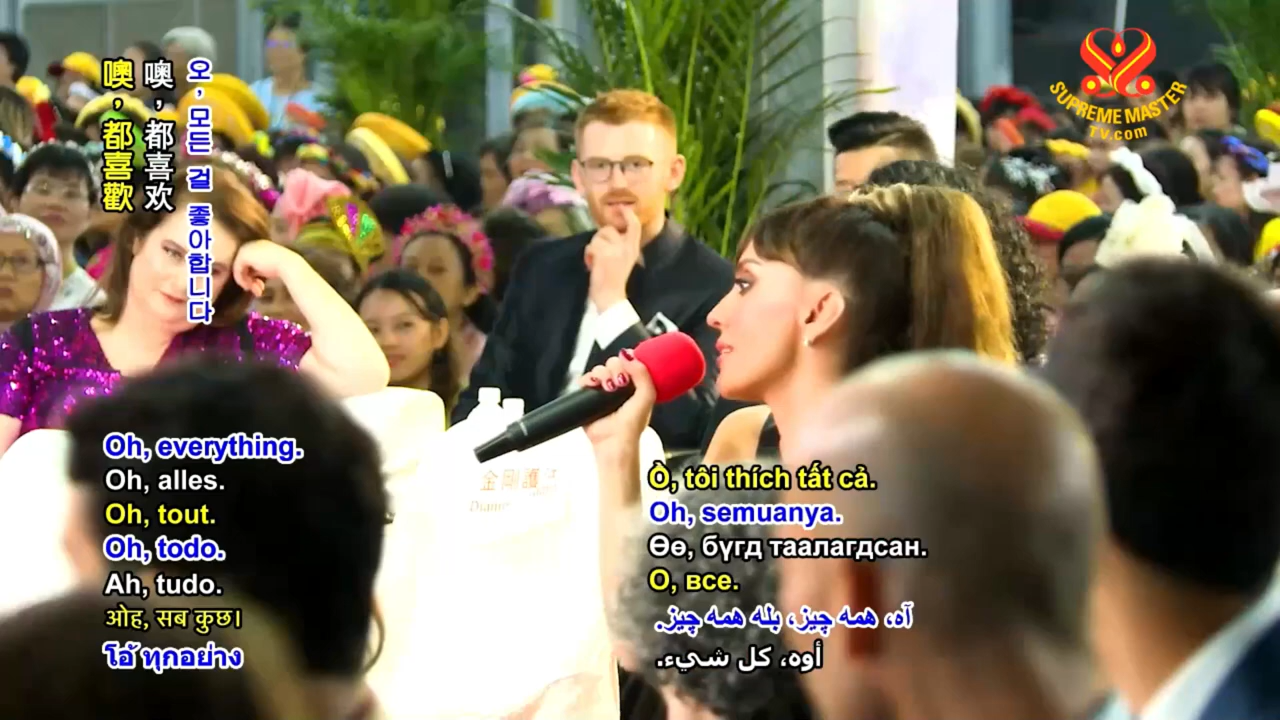 噢，都喜歡
噢，都喜欢
오, 모든 걸 좋아합니다
SUPREME MASTER
TV.com
Oh, everything.
Oh, alles.
Oh, tout.
Oh, todo.
Ah, tudo.
ओह, सब कुछ।
โอ้ ทุกอย่าง
金剛護
Ò, tôi thích tất cả.
Oh, semuanya.
Өө, бүгд таалагдсан.
О, все.
آه، همه چیز، بله همه چیز.
أوه، كل شيء.